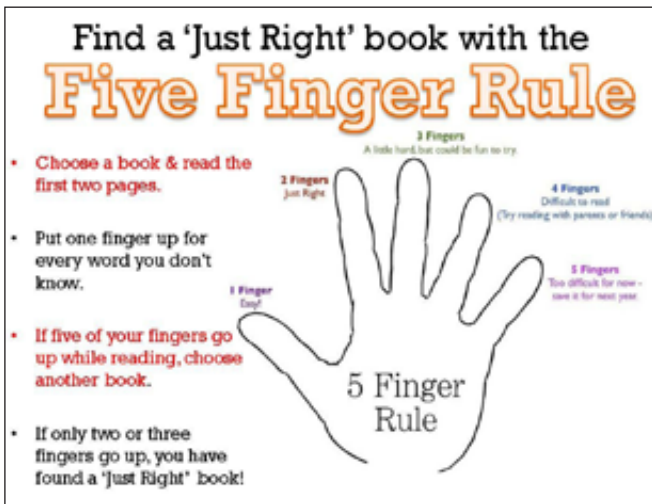 Find a 'Just Right' book with the
Five Finger Rule
• Choose a book & read the
first two pages.
• Put one finger up for
every word you don't
know.
• If five of your fingers go
up while reading, choose
another book.
• If only two or three
fingers go up, you have
found a 'Just Right' book!
1 Finger
Easy!
2 Fingers
Just Right
3 Fingers
A little hard, but could be fun to try.
4 Fingers
Difficult to read
(Try reading with parents or friends)
5 Fingers
Too difficult for now -
save it for next year.
5 Finger
Rule